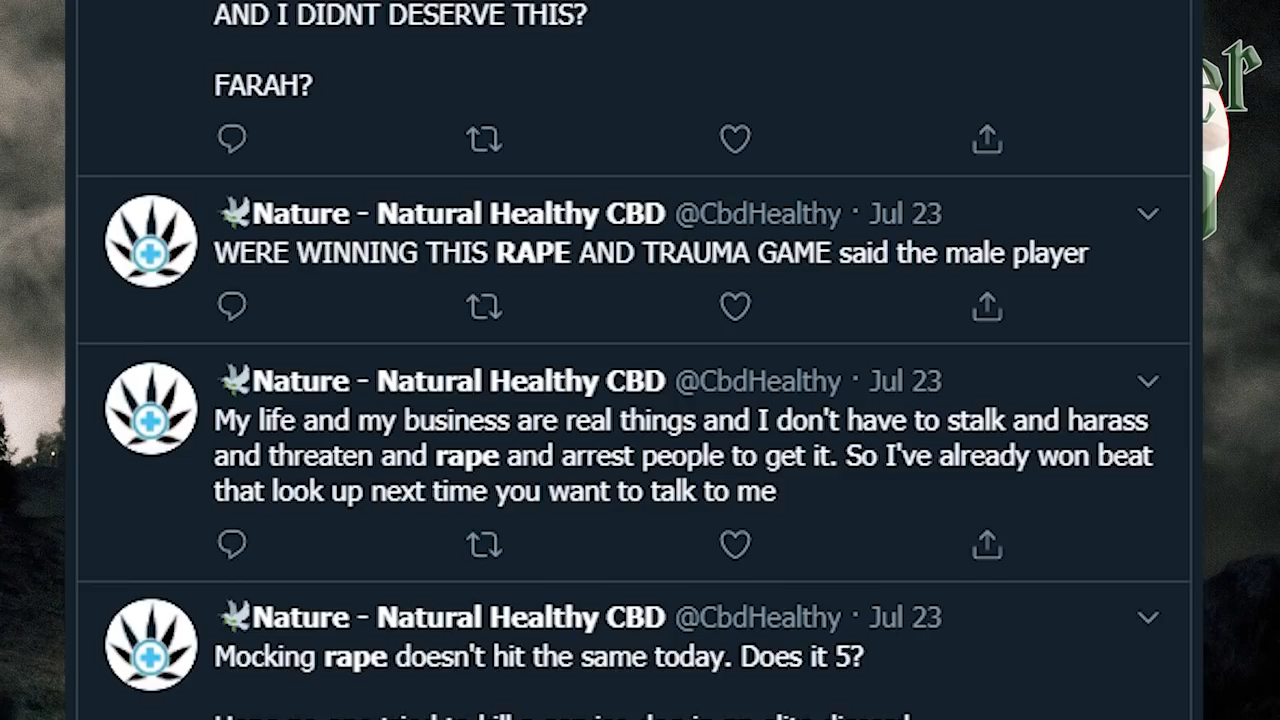 AND I DIDNT DESERVE THIS?
FARAH?
Nature - Natural Healthy CBD @CbdHealthy · Jul 23
WERE WINNING THIS RAPE AND TRAUMA GAME said the male player
Nature - Natural Healthy CBD @CbdHealthy · Jul 23
My life and my business are real things and I don't have to stalk and harass
and threaten and rape and arrest people to get it. So I've already won beat
that look up next time you want to talk to me
Nature - Natural Healthy CBD @CbdHealthy · Jul 23
Mocking rape doesn't hit the same today. Does it 5?